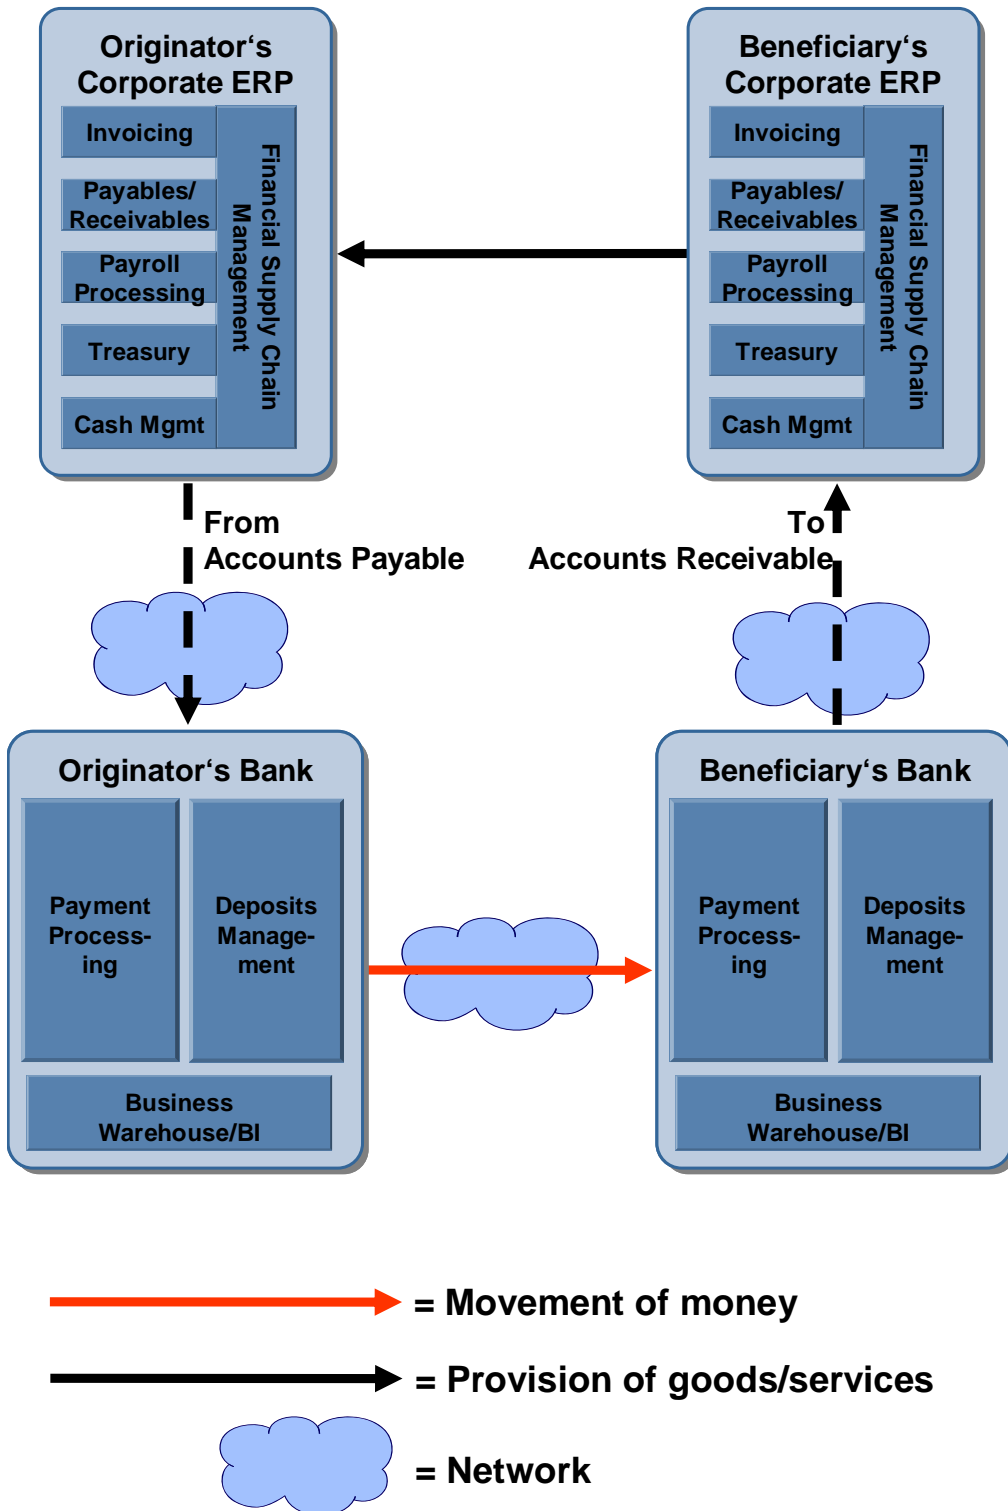 Originator‘s
Corporate ERP
Invoicing
Payables/
Receivables
Payroll
Processing
Treasury
Cash Mgmt
Financial Supply Chain
Management
Beneficiary‘s
Corporate ERP
Invoicing
Payables/
Receivables
Payroll
Processing
Treasury
Cash Mgmt
Financial Supply Chain
Management
From
Accounts Payable
To
Accounts Receivable
Originator‘s Bank
Payment
Process-
ing
Deposits
Manage-
ment
Business
Warehouse/BI
Beneficiary‘s Bank
Payment
Process-
ing
Deposits
Manage-
ment
Business
Warehouse/BI
= Movement of money
= Provision of goods/services
= Network